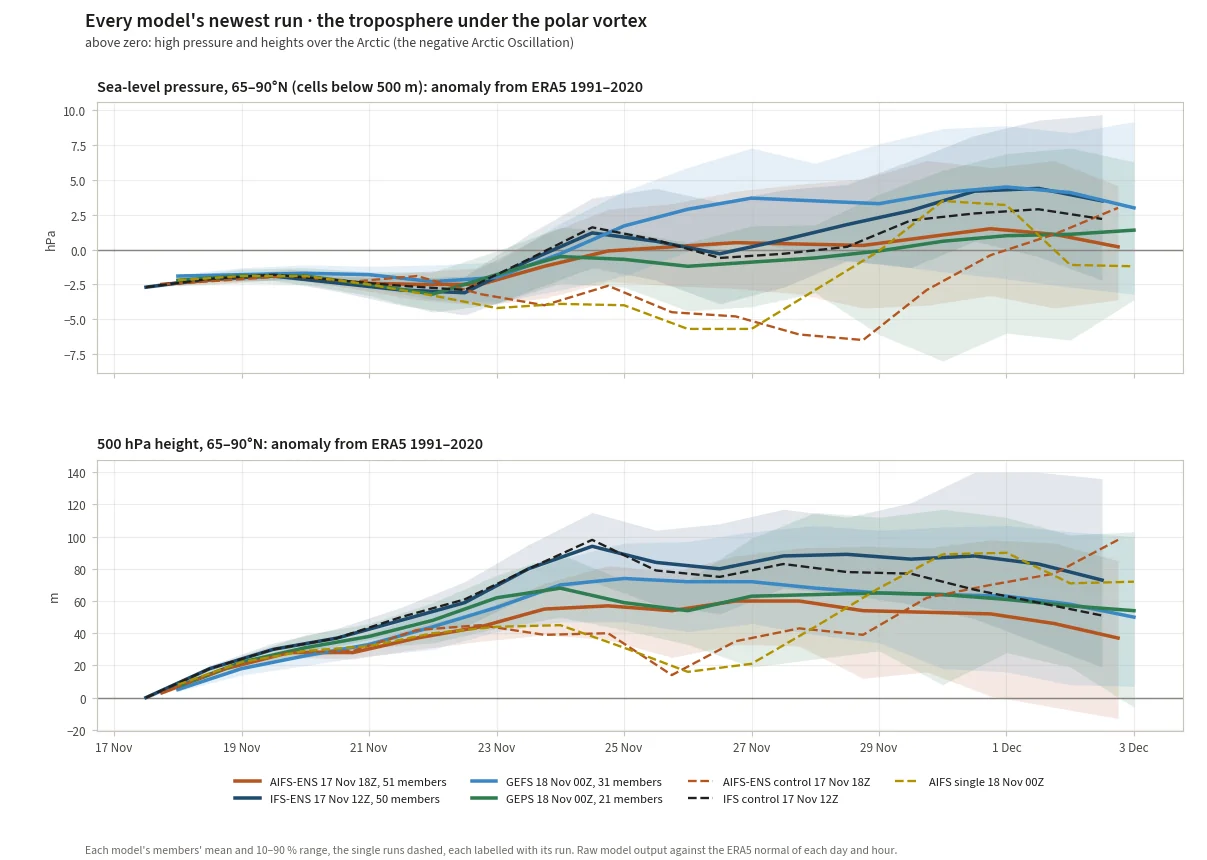 Every model's newest run · the troposphere under the polar vortex
above zero: high pressure and heights over the Arctic (the negative Arctic Oscillation)
Sea-level pressure, 65–90°N (cells below 500 m): anomaly from ERA5 1991–2020
10.0
7.5
5.0
2.5
0.0
−2.5
−5.0
−7.5
hPa
500 hPa height, 65–90°N: anomaly from ERA5 1991–2020
140
120
100
80
60
40
20
0
−20
m
17 Nov 19 Nov 21 Nov 23 Nov 25 Nov 27 Nov 29 Nov 1 Dec 3 Dec
AIFS-ENS 17 Nov 18Z, 51 members GEFS 18 Nov 00Z, 31 members AIFS-ENS control 17 Nov 18Z AIFS single 18 Nov 00Z
IFS-ENS 17 Nov 12Z, 50 members GEPS 18 Nov 00Z, 21 members IFS control 17 Nov 12Z
Each model's members' mean and 10–90 % range, the single runs dashed, each labelled with its run. Raw model output against the ERA5 normal of each day and hour.